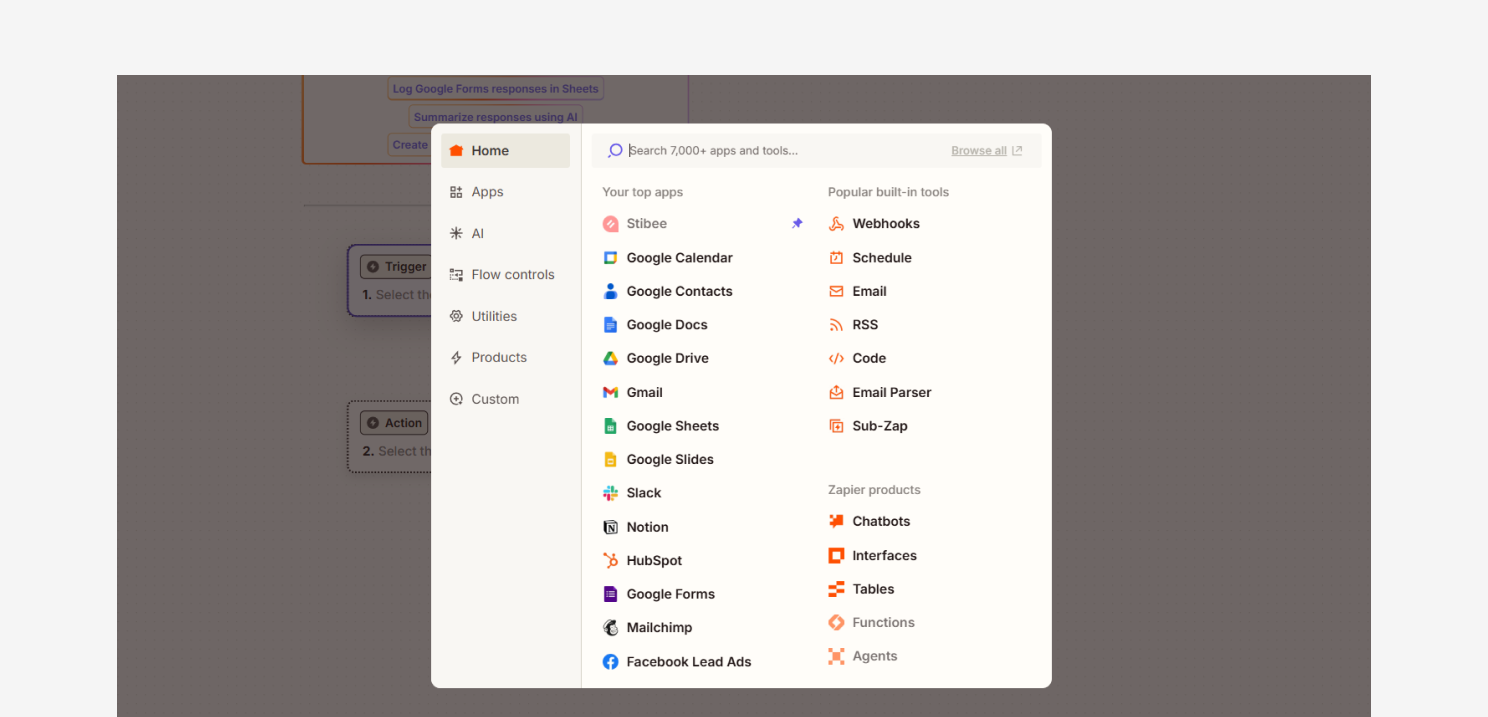 Log Google Forms responses in Sheets
Summarize responses using AI
Create
Trigger
1. Select the
Action
2. Select the
Home
Apps
AI
Flow controls
Utilities
Products
Custom
Search 7,000+ apps and tools...
Browse all
Your top apps
Stibee
Google Calendar
Google Contacts
Google Docs
Google Drive
Gmail
Google Sheets
Google Slides
Slack
Notion
HubSpot
Google Forms
Mailchimp
Facebook Lead Ads
Popular built-in tools
Webhooks
Schedule
Email
RSS
Code
Email Parser
Sub-Zap
Zapier products
Chatbots
Interfaces
Tables
Functions
Agents